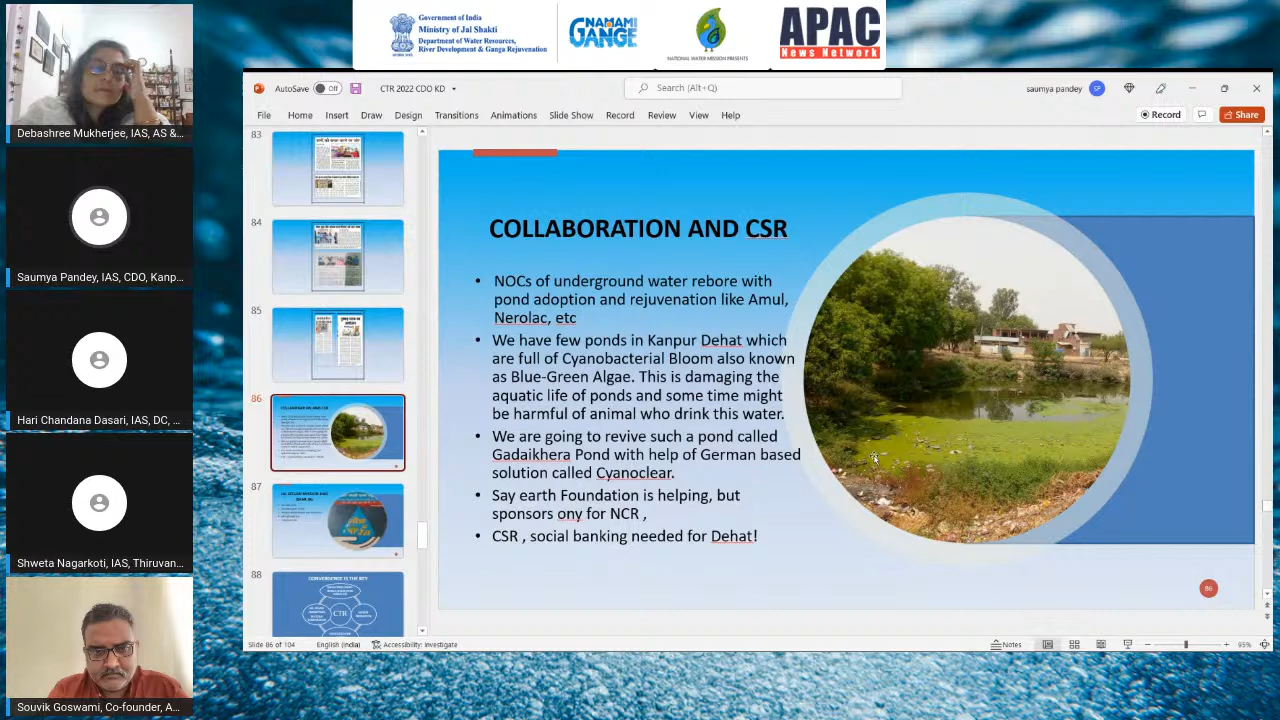 Government of India
Ministry of Jal Shakti
Department of Water Resources,
River Development & Ganga Rejuvenation
NAMAMI
GANGE
NATIONAL WATER MISSION PRESENTS
APAC
News Network
Debashree Mukherjee, IAS, AS &...
Saumya Pandey, IAS, CDO, Kanp...
Hari Chandana Dasari, IAS, DC, ...
Shweta Nagarkoti, IAS, Thiruvan...
Souvik Goswami, Co-founder, A...
AutoSave Off CTR 2022 CDO KD Search (Alt+Q) saumya pandey SP
File Home Insert Draw Design Transitions Animations Slide Show Record Review View Help Record Share
83
84
85
86
87
88
CONVERGENCE IS THE KEY
CTR
COLLABORATION AND CSR
• NOCs of underground water rebore with
pond adoption and rejuvenation like Amul,
Nerolac, etc
• We have few ponds in Kanpur Dehat which
are full of Cyanobacterial Bloom also known
as Blue-Green Algae. This is damaging the
aquatic life of ponds and some time might
be harmful of animal who drink this water.
• We are going to revive such a pond called
Gadaikhera Pond with help of German based
solution called Cyanoclear.
• Say earth Foundation is helping, but
sponsors ony for NCR ,
• CSR , social banking needed for Dehat!
86
Slide 86 of 104 English (India) Accessibility: Investigate Notes 95%